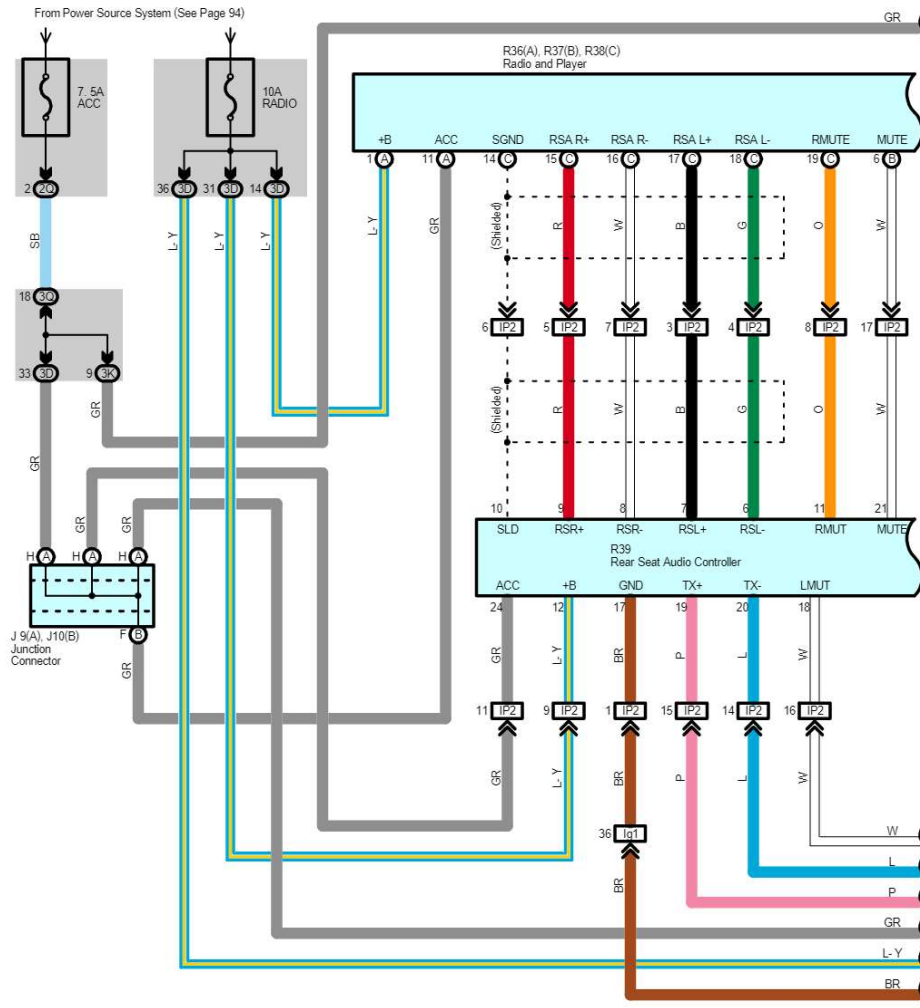 From Power Source System (See Page 94)
GR
R36(A), R37(B), R38(C)
Radio and Player
7. 5A
ACC
10A
RADIO
+B ACC SGND RSA R+ RSA R- RSA L+ RSA L- RMUTE MUTE
1 A 11 A 14 C 15 C 16 C 17 C 18 C 19 C 6 B
2 2Q 36 3D 31 3D 14 3D
SB L- Y L- Y L- Y L- Y GR (Shielded) R W B G O W
18 3Q
6 IP2 5 IP2 7 IP2 3 IP2 4 IP2 8 IP2 17 IP2
33 3D 9 3K
GR (Shielded) R W B G O W
GR GR GR
10 9 8 7 6 11 21
SLD RSR+ RSR- RSL+ RSL- RMUT MUTE
R39
Rear Seat Audio Controller
H A H A H A
ACC +B GND TX+ TX- LMUT
24 12 17 19 20 18
J 9(A), J10(B)
Junction
Connector
F B
GR GR L- Y BR P L W
11 IP2 9 IP2 1 IP2 15 IP2 14 IP2 16 IP2
GR L- Y BR P L W
36 Ig1
BR
W
L
P
GR
L- Y
BR